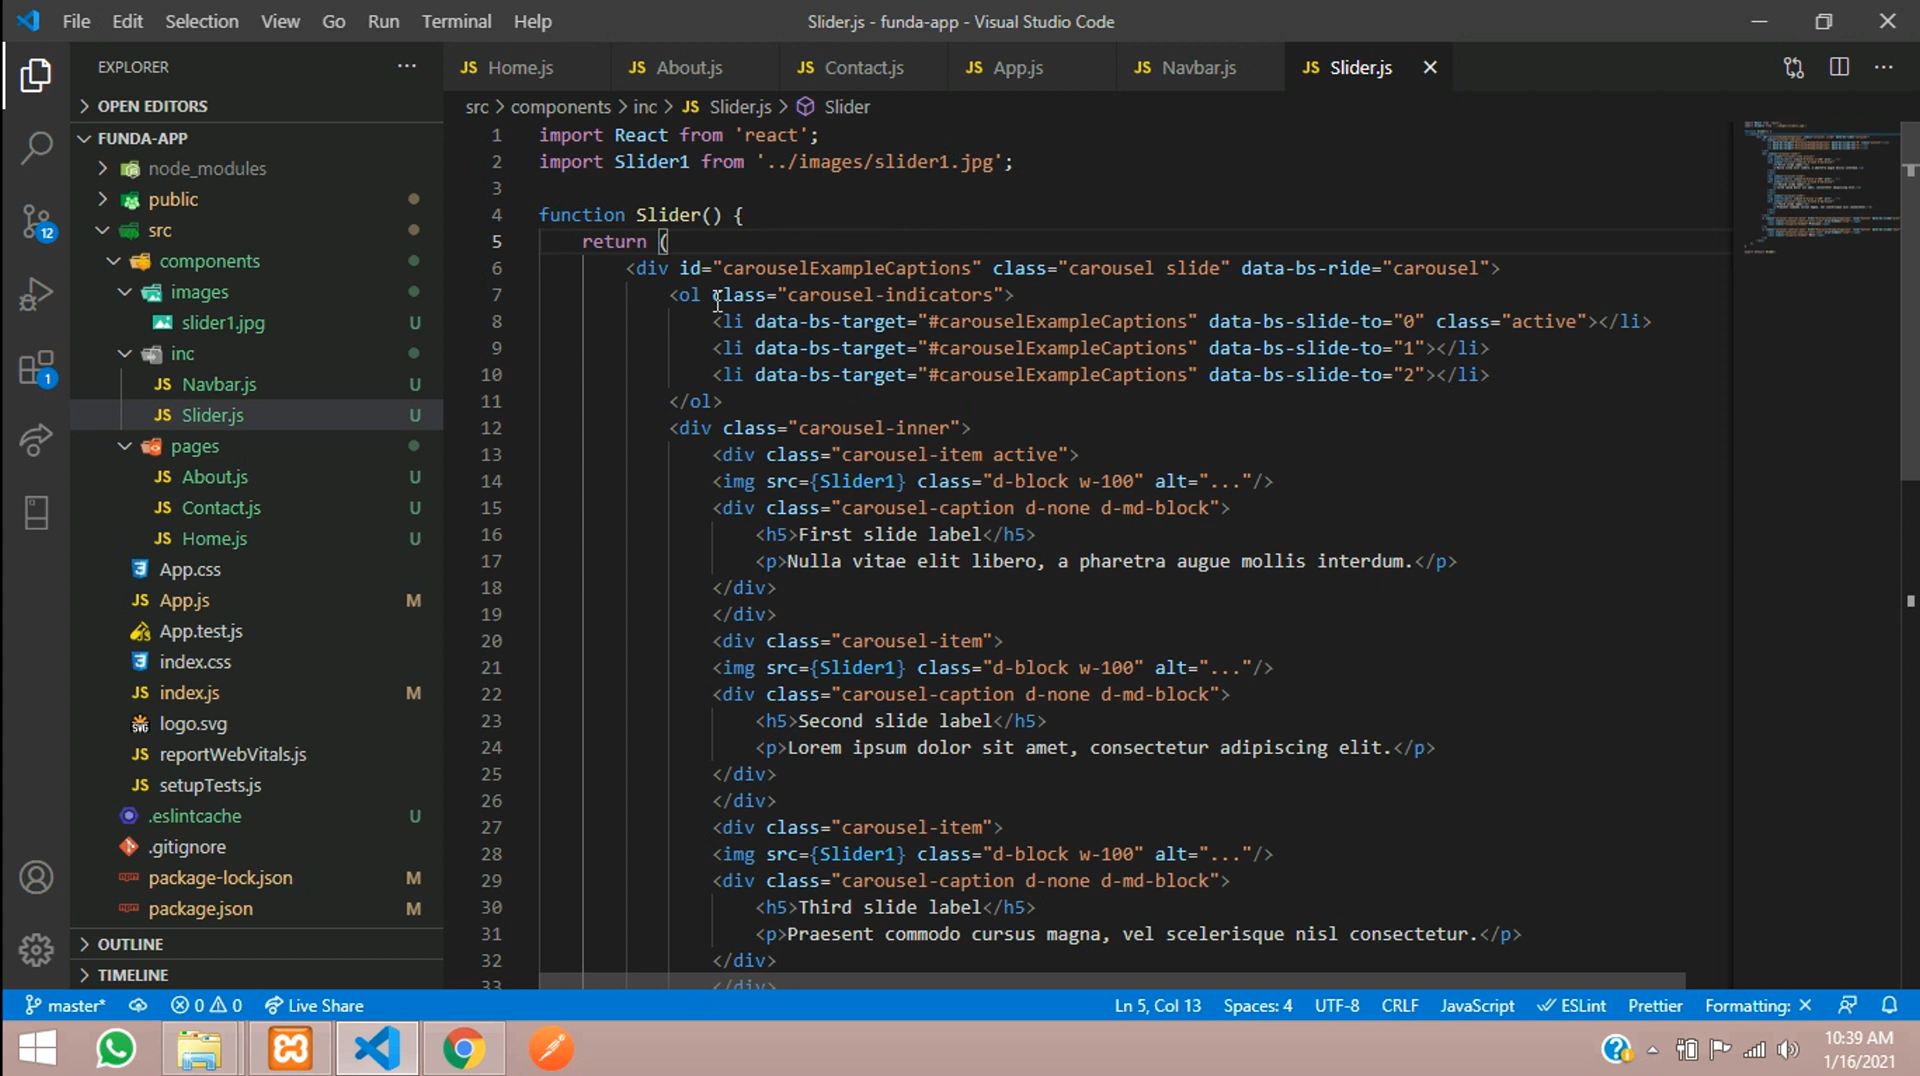 File Edit Selection View Go Run Terminal Help
Slider.js - funda-app - Visual Studio Code
EXPLORER
OPEN EDITORS
FUNDA-APP
node_modules
public
src
components
images
slider1.jpg U
inc
Navbar.js U
Slider.js U
pages
About.js U
Contact.js U
Home.js U
App.css
App.js M
App.test.js
index.css
index.js M
logo.svg
reportWebVitals.js
setupTests.js
.eslintcache U
.gitignore
package-lock.json M
package.json M
OUTLINE
TIMELINE
12
1
JS Home.js JS About.js JS Contact.js JS App.js JS Navbar.js JS Slider.js
src > components > inc > JS Slider.js > Slider
1 import React from 'react';
2 import Slider1 from '../images/slider1.jpg';
3
4 function Slider() {
5 return (
6 <div id="carouselExampleCaptions" class="carousel slide" data-bs-ride="carousel">
7 <ol class="carousel-indicators">
8 <li data-bs-target="#carouselExampleCaptions" data-bs-slide-to="0" class="active"></li>
9 <li data-bs-target="#carouselExampleCaptions" data-bs-slide-to="1"></li>
10 <li data-bs-target="#carouselExampleCaptions" data-bs-slide-to="2"></li>
11 </ol>
12 <div class="carousel-inner">
13 <div class="carousel-item active">
14 <img src={Slider1} class="d-block w-100" alt="..."/>
15 <div class="carousel-caption d-none d-md-block">
16 <h5>First slide label</h5>
17 <p>Nulla vitae elit libero, a pharetra augue mollis interdum.</p>
18 </div>
19 </div>
20 <div class="carousel-item">
21 <img src={Slider1} class="d-block w-100" alt="..."/>
22 <div class="carousel-caption d-none d-md-block">
23 <h5>Second slide label</h5>
24 <p>Lorem ipsum dolor sit amet, consectetur adipiscing elit.</p>
25 </div>
26 </div>
27 <div class="carousel-item">
28 <img src={Slider1} class="d-block w-100" alt="..."/>
29 <div class="carousel-caption d-none d-md-block">
30 <h5>Third slide label</h5>
31 <p>Praesent commodo cursus magna, vel scelerisque nisl consectetur.</p>
32 </div>
33 </div>
master* 0 0 Live Share Ln 5, Col 13 Spaces: 4 UTF-8 CRLF JavaScript ESLint Prettier Formatting: ×
10:39 AM
1/16/2021